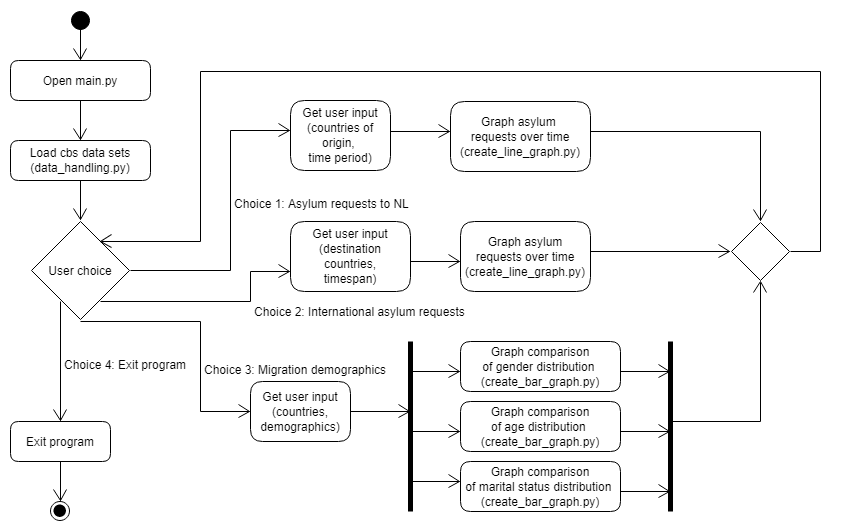 Open main.py
Load cbs data sets
(data_handling.py)
User choice
Choice 1: Asylum requests to NL
Get user input
(countries of
origin,
time period)
Graph asylum
requests over time
(create_line_graph.py)
Choice 2: International asylum requests
Get user input
(destination
countries,
timespan)
Graph asylum
requests over time
(create_line_graph.py)
Choice 3: Migration demographics
Get user input
(countries,
demographics)
Graph comparison
of gender distribution
(create_bar_graph.py)
Graph comparison
of age distribution
(create_bar_graph.py)
Graph comparison
of marital status distribution
(create_bar_graph.py)
Choice 4: Exit program
Exit program